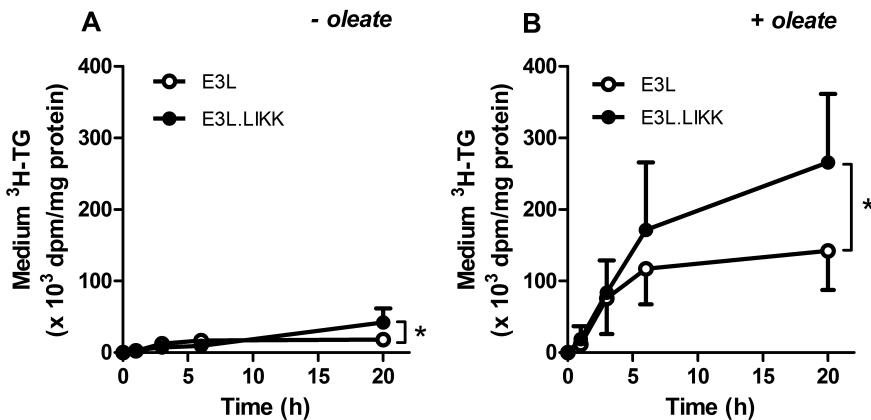 A
- oleate
400
300
200
100
0
Medium ³H-TG
(x 10³ dpm/mg protein)
E3L
E3L.LIKK
*
0 5 10 15 20
Time (h)
B
+ oleate
400
300
200
100
0
Medium ³H-TG
(x 10³ dpm/mg protein)
E3L
E3L.LIKK
*
0 5 10 15 20
Time (h)